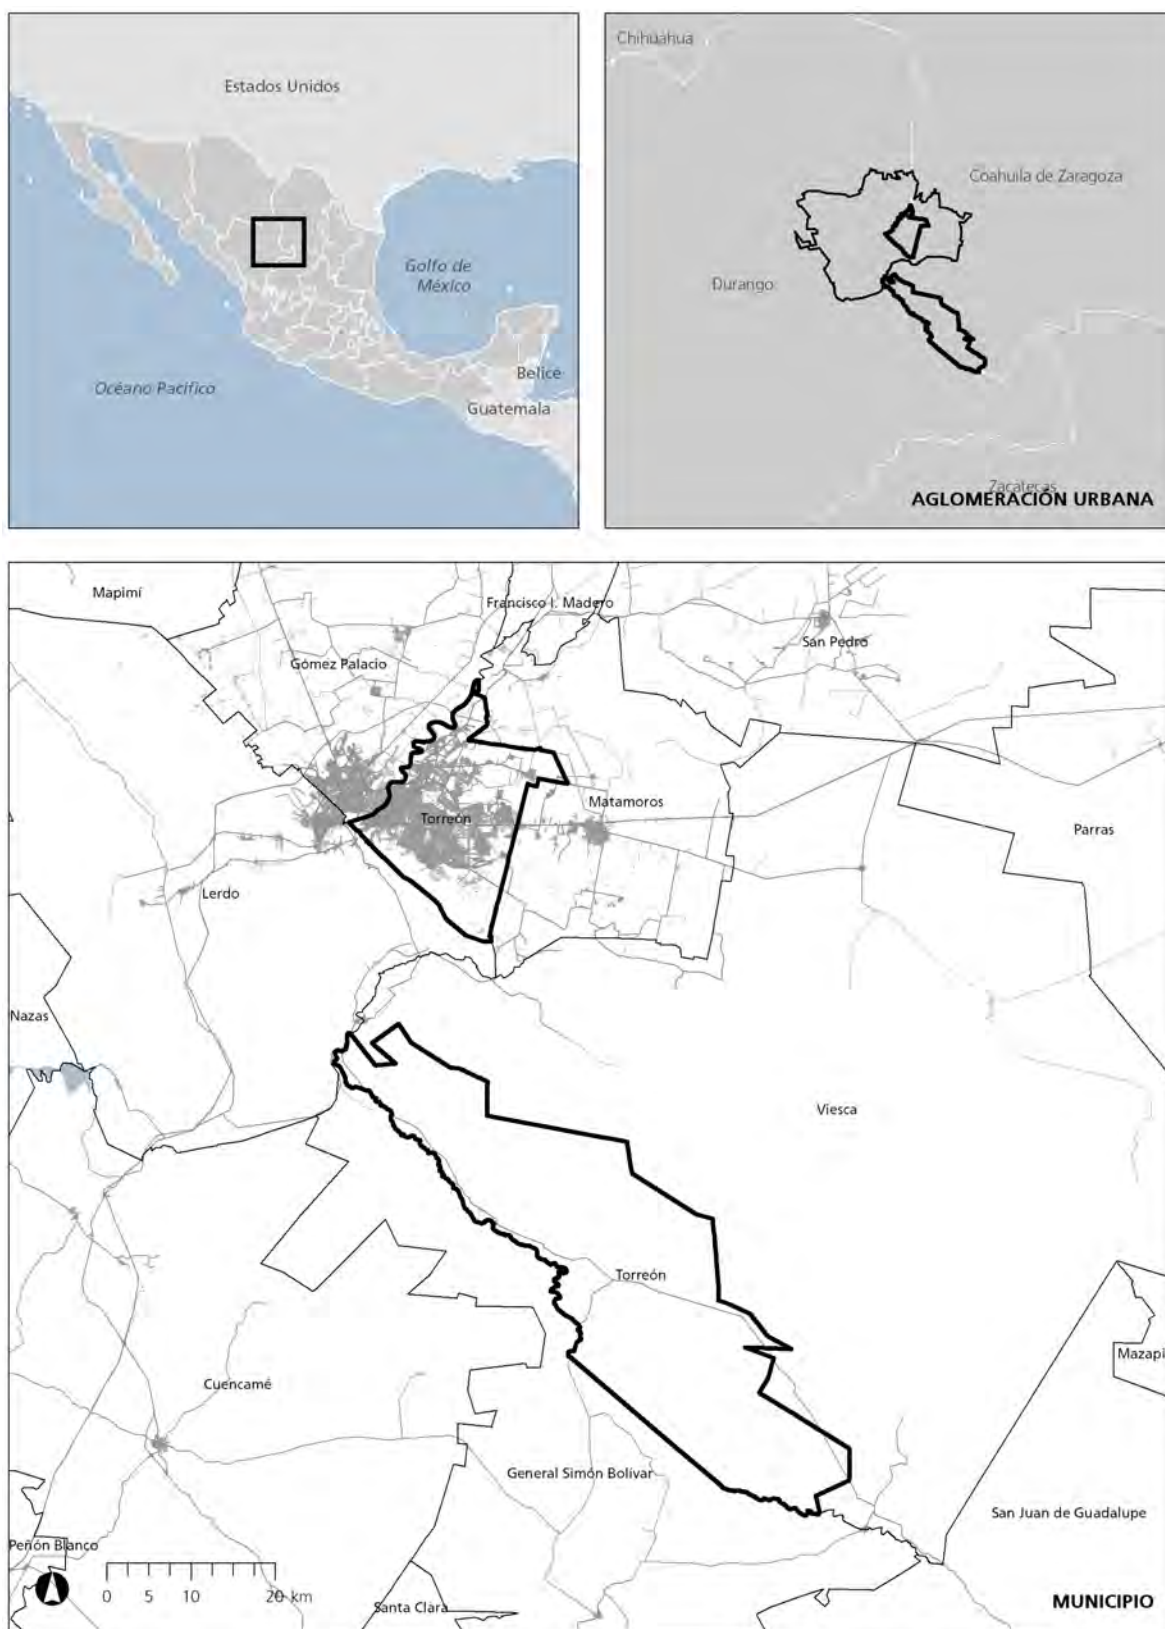 Estados Unidos
Golfo de
México
Océano Pacífico
Belice
Guatemala
Chihuahua
Coahuila de Zaragoza
Durango
Zacatecas
AGLOMERACIÓN URBANA
Mapimí
Francisco I. Madero
San Pedro
Gómez Palacio
Matamoros
Torreón
Parras
Lerdo
Nazas
Viesca
Torreón
Mazapi
Cuencamé
General Simón Bolívar
San Juan de Guadalupe
Peñón Blanco
0 5 10 20 km
Santa Clara
MUNICIPIO